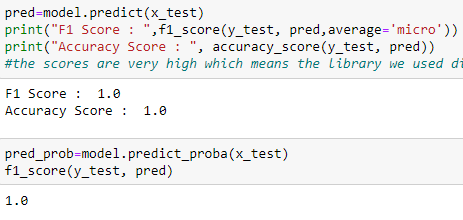 pred=model.predict(x_test)
print("F1 Score : ",f1_score(y_test, pred,average='micro'))
print("Accuracy Score : ", accuracy_score(y_test, pred))
#the scores are very high which means the library we used
F1 Score :  1.0
Accuracy Score :  1.0
pred_prob=model.predict_proba(x_test)
f1_score(y_test, pred)
1.0